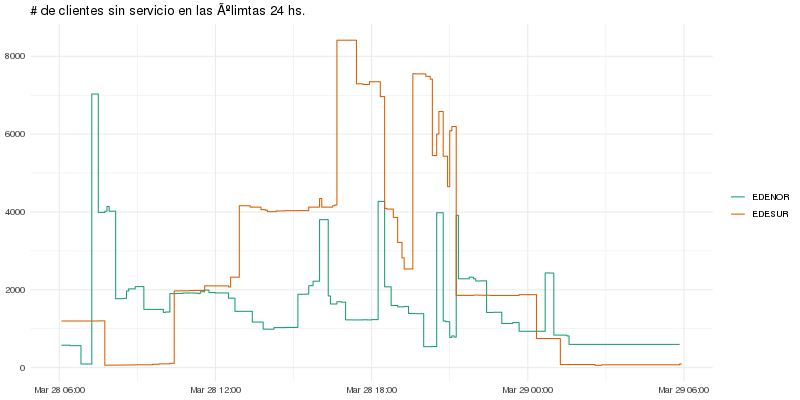 # de clientes sin servicio en las Ãºlimtas 24 hs.
8000
6000
4000
2000
0
Mar 28 06:00
Mar 28 12:00
Mar 28 18:00
Mar 29 00:00
Mar 29 06:00
EDENOR
EDESUR